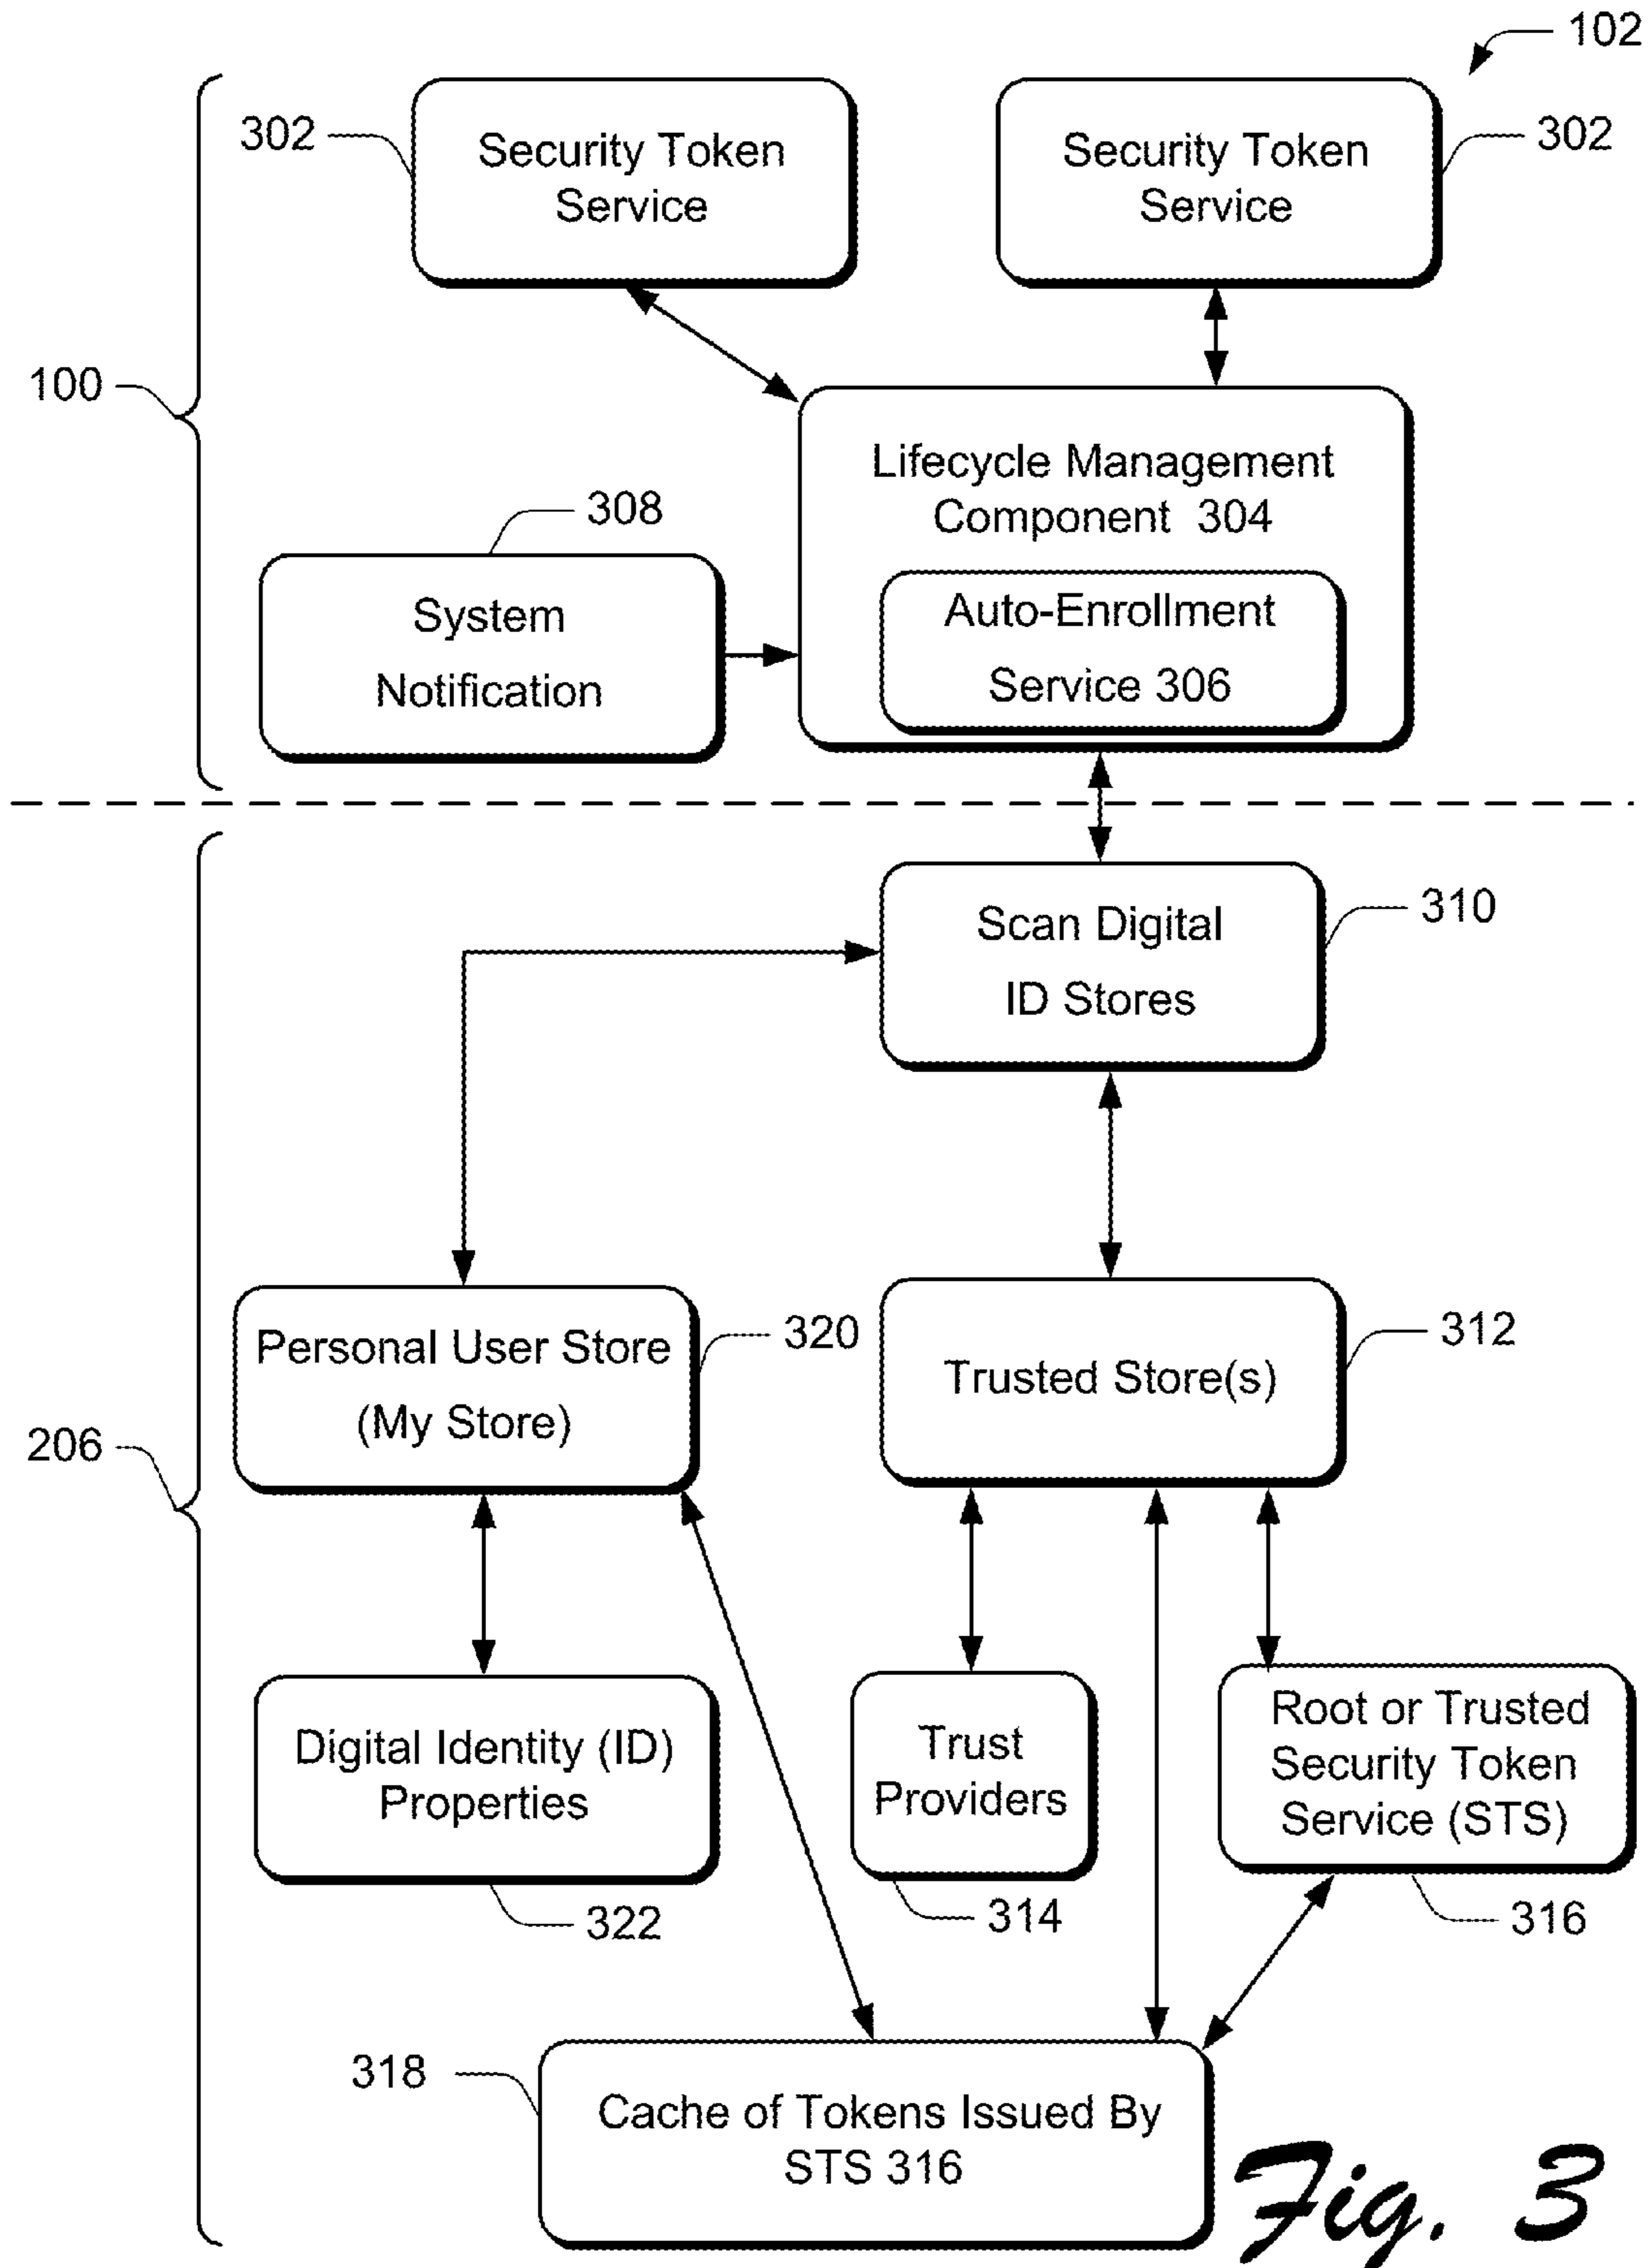 102
302
Security Token
Service
Security Token
Service
302
100
Lifecycle Management
Component 304
308
System
Notification
Auto-Enrollment
Service 306
Scan Digital
ID Stores
310
Personal User Store
(My Store)
320
Trusted Store(s)
312
206
Digital Identity (ID)
Properties
322
Trust
Providers
314
Root or Trusted
Security Token
Service (STS)
316
318
Cache of Tokens Issued By
STS 316
Fig. 3